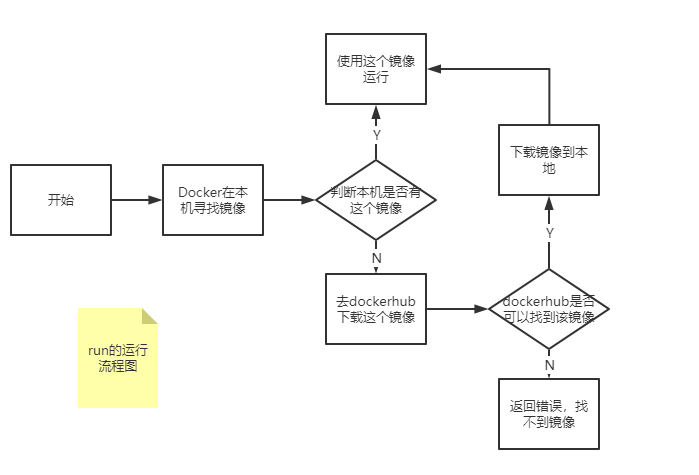 使用这个镜像
运行
Y
下载镜像到本
地
开始
Docker在本
机寻找镜像
判断本机是否有
这个镜像
Y
N
去dockerhub
下载这个镜像
dockerhub是否
可以找到该镜像
N
返回错误，找
不到镜像
run的运行
流程图